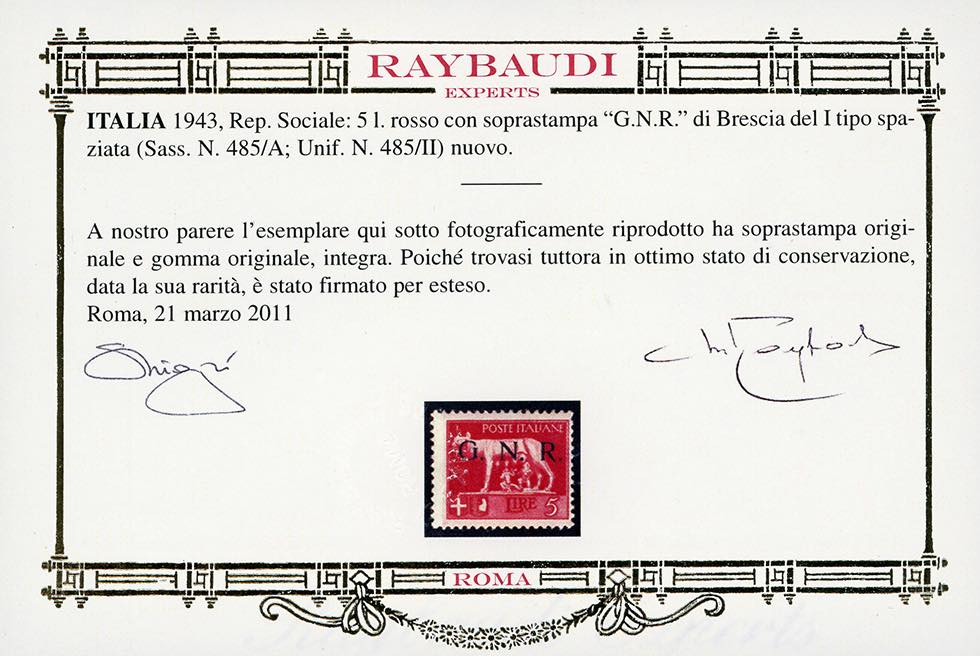 RAYBAUDI
EXPERTS
ITALIA 1943, Rep. Sociale: 5 l. rosso con soprastampa “G.N.R.” di Brescia del I tipo spa-
ziata (Sass. N. 485/A; Unif. N. 485/II) nuovo.
A nostro parere l’esemplare qui sotto fotograficamente riprodotto ha soprastampa origi-
nale e gomma originale, integra. Poiché trovasi tuttora in ottimo stato di conservazione,
data la sua rarità, è stato firmato per esteso.
Roma, 21 marzo 2011
POSTE ITALIANE
G. N. R.
LIRE 5
ROMA